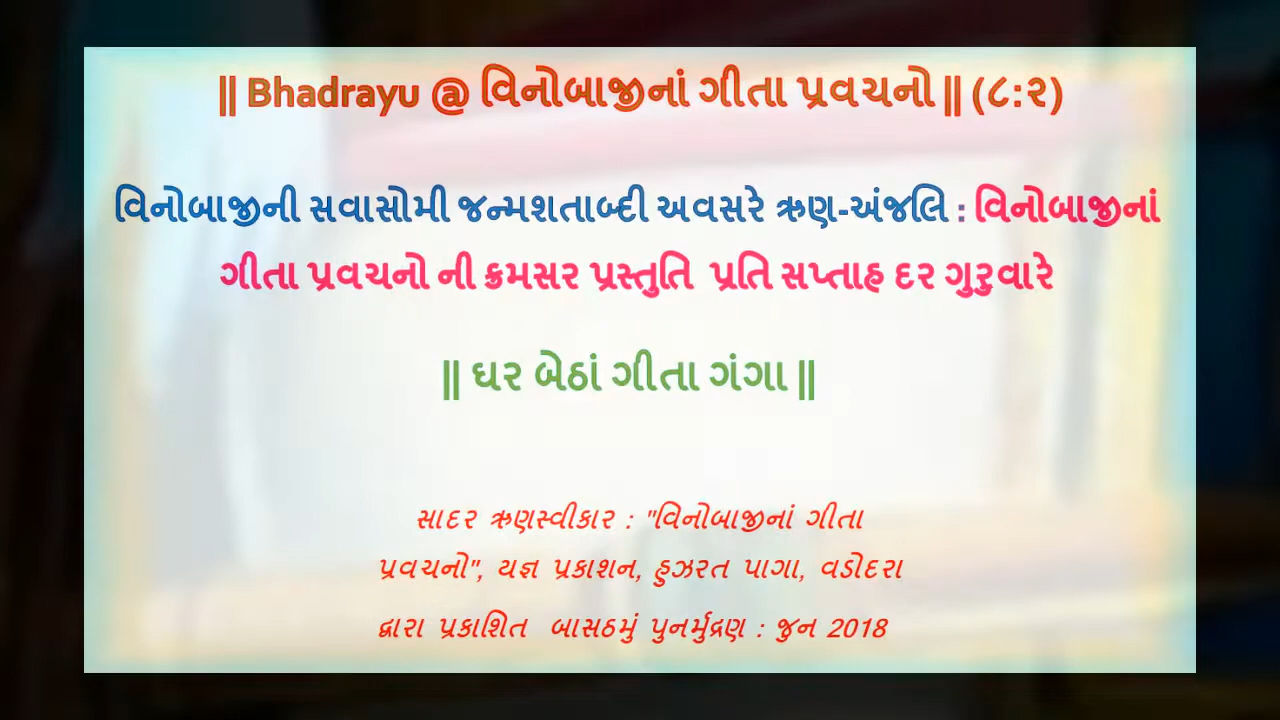 || Bhadrayu @ વિનોબાજીનાં ગીતા પ્રવચનો || (૮:૨)
વિનોબાજીની સવાસોમી જન્મશતાબ્દી અવસરે ઋણ-અંજલિ : વિનોબાજીનાં
ગીતા પ્રવચનો ની ક્રમસર પ્રસ્તુતિ પ્રતિ સપ્તાહ દર ગુરુવારે
|| ઘર બેઠાં ગીતા ગંગા ||
સાદર ઋણસ્વીકાર : "વિનોબાજીનાં ગીતા
પ્રવચનો", યજ્ઞ પ્રકાશન, હુઝરત પાગા, વડોદરા
દ્વારા પ્રકાશિત બાસઠમું પુનર્મુદ્રણ : જુન 2018